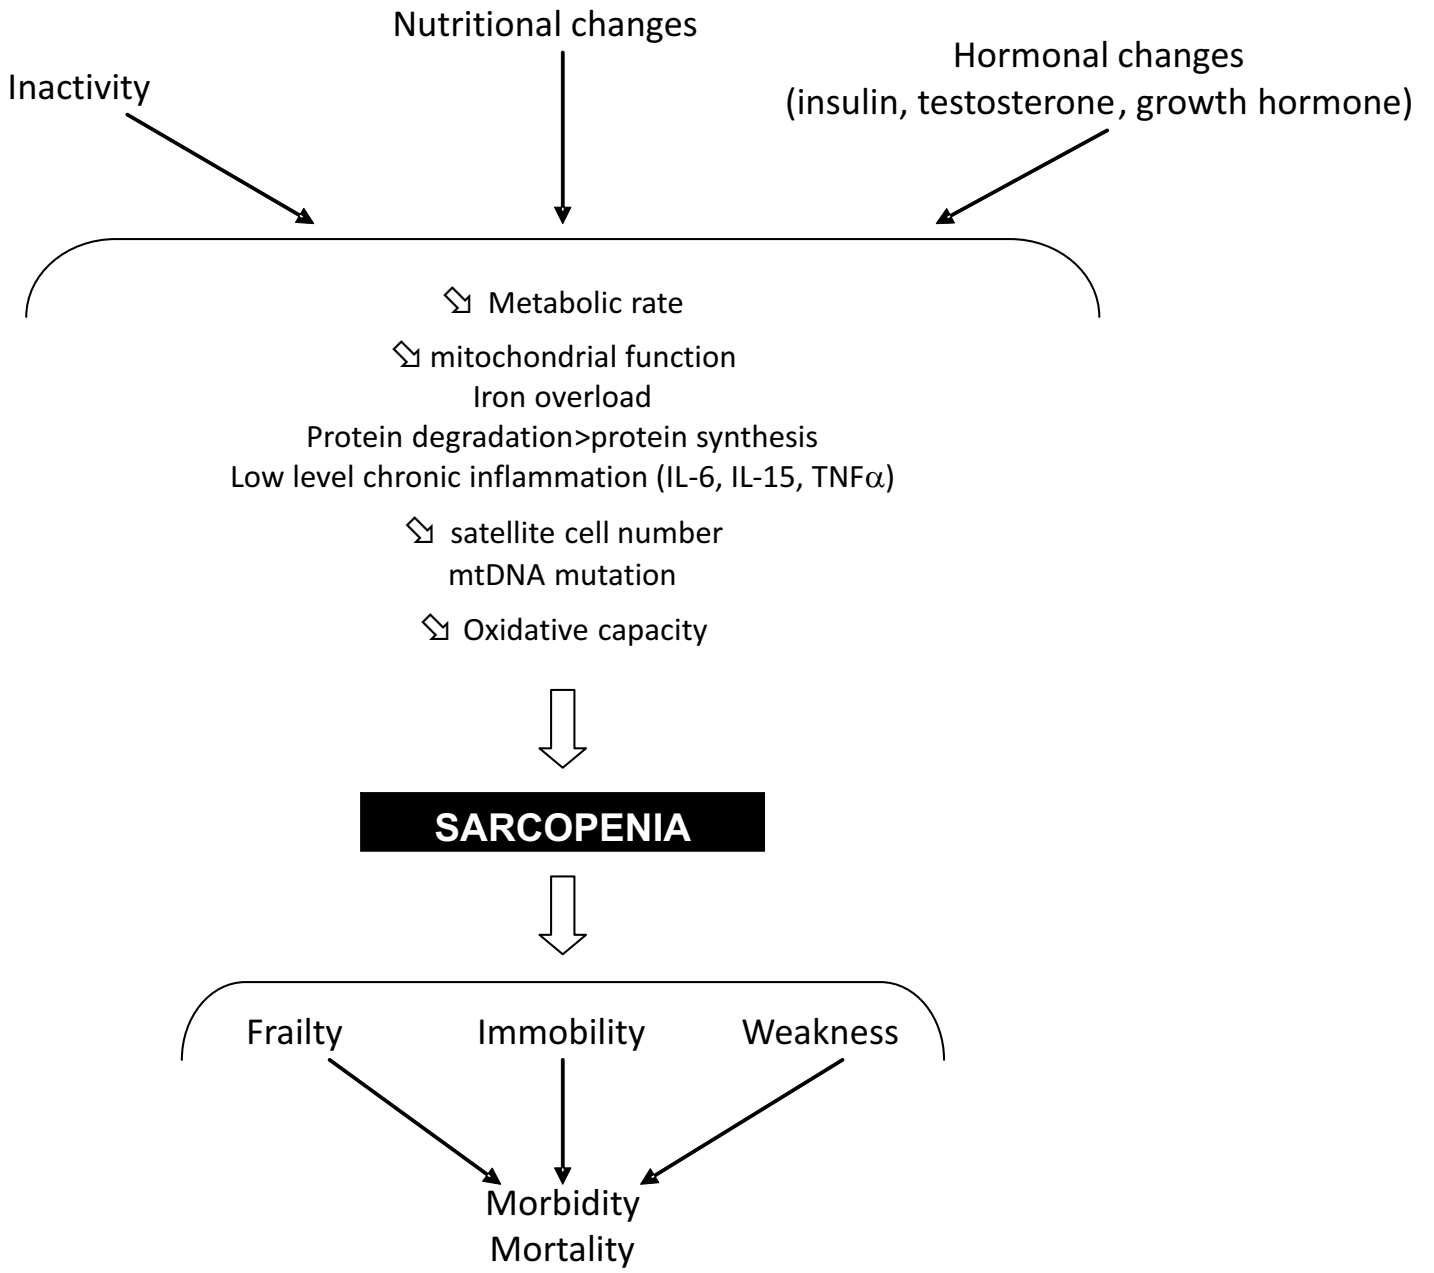 Nutritional changes
Inactivity
Hormonal changes
(insulin, testosterone, growth hormone)
Metabolic rate
mitochondrial function
Iron overload
Protein degradation>protein synthesis
Low level chronic inflammation (IL-6, IL-15, TNFα)
satellite cell number
mtDNA mutation
Oxidative capacity
SARCOPENIA
Frailty Immobility Weakness
Morbidity
Mortality